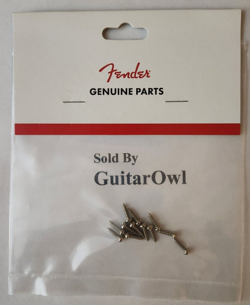 Fender
GENUINE PARTS
Sold By
GuitarOwl